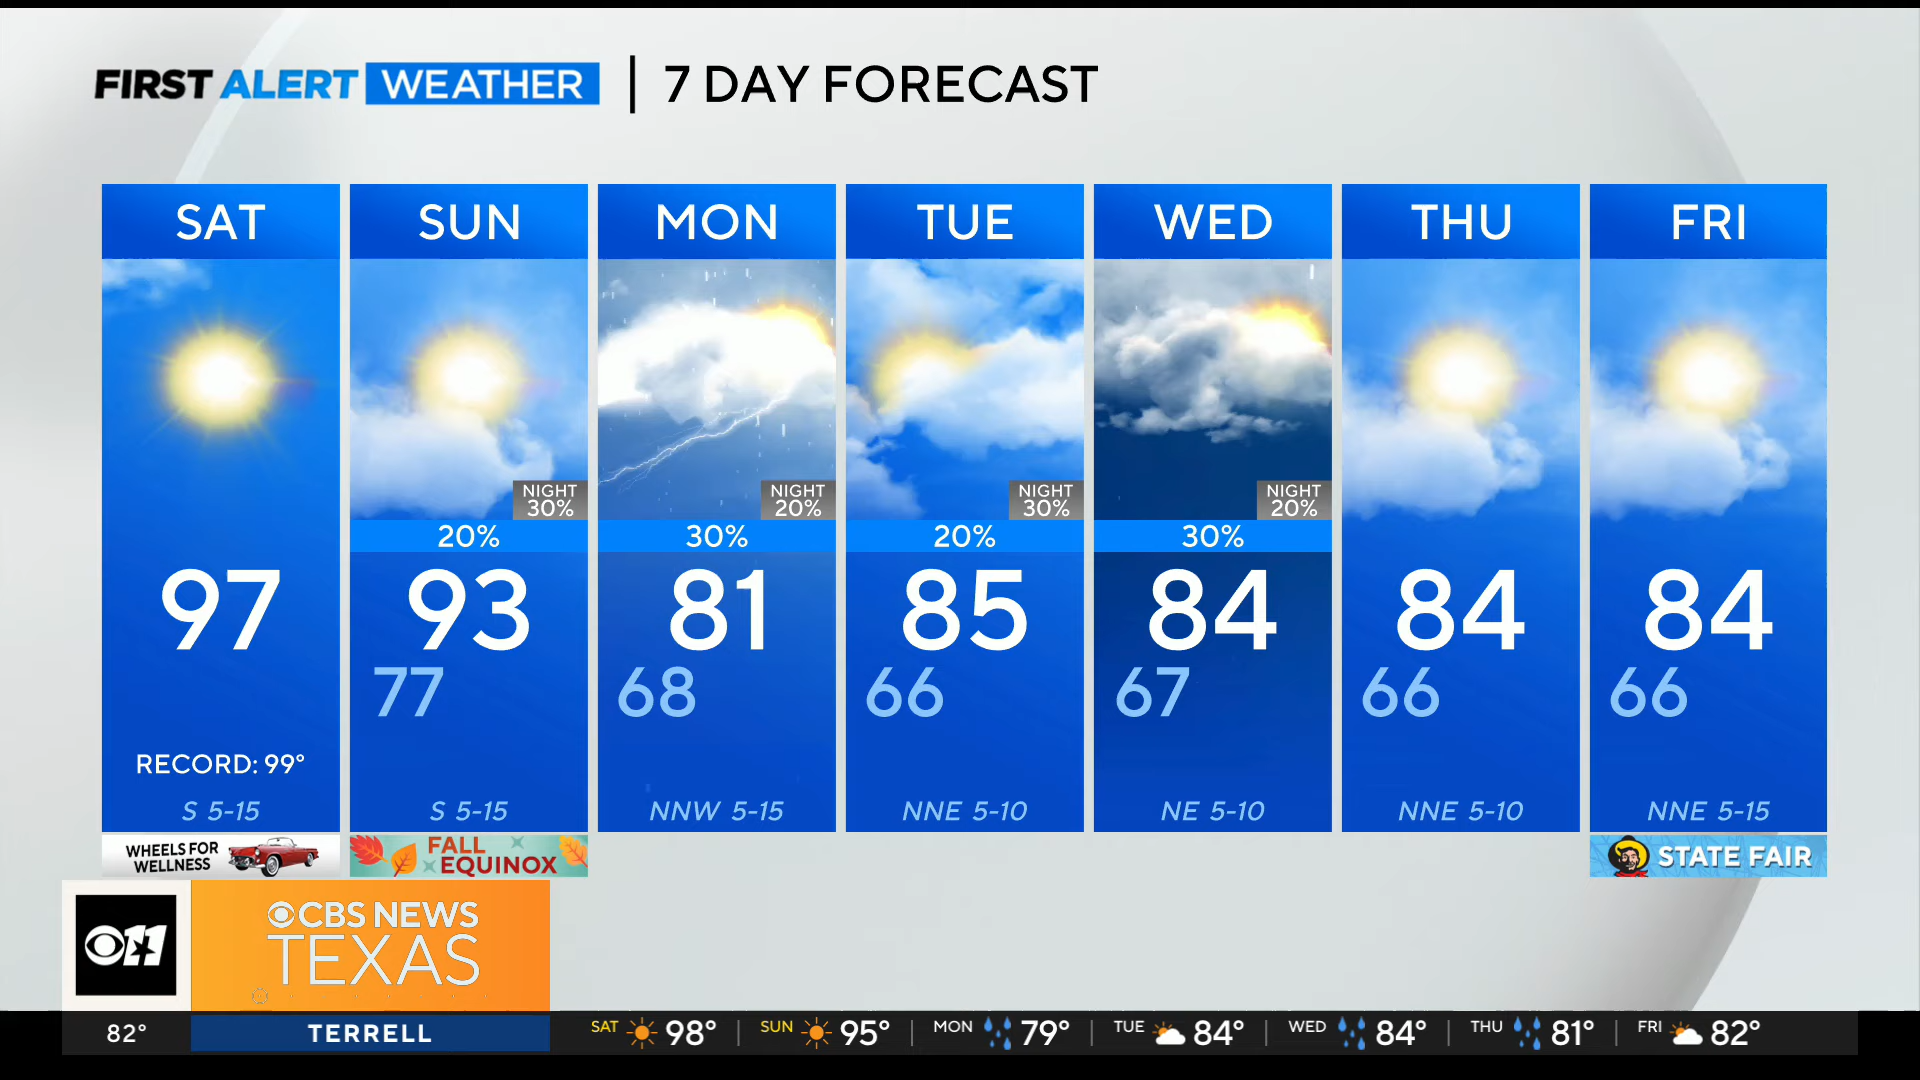 FIRST ALERT WEATHER | 7 DAY FORECAST
SAT SUN MON TUE WED THU FRI
NIGHT 30% NIGHT 20% NIGHT 30% NIGHT 20%
20% 30% 20% 30%
97 93 81 85 84 84 84
77 68 66 67 66 66
RECORD: 99°
S 5-15 S 5-15 NNW 5-15 NNE 5-10 NE 5-10 NNE 5-10 NNE 5-15
WHEELS FOR
WELLNESS
FALL
EQUINOX
STATE FAIR
11
CBS NEWS
TEXAS
82° TERRELL SAT 98° | SUN 95° | MON 79° | TUE 84° | WED 84° | THU 81° | FRI 82°